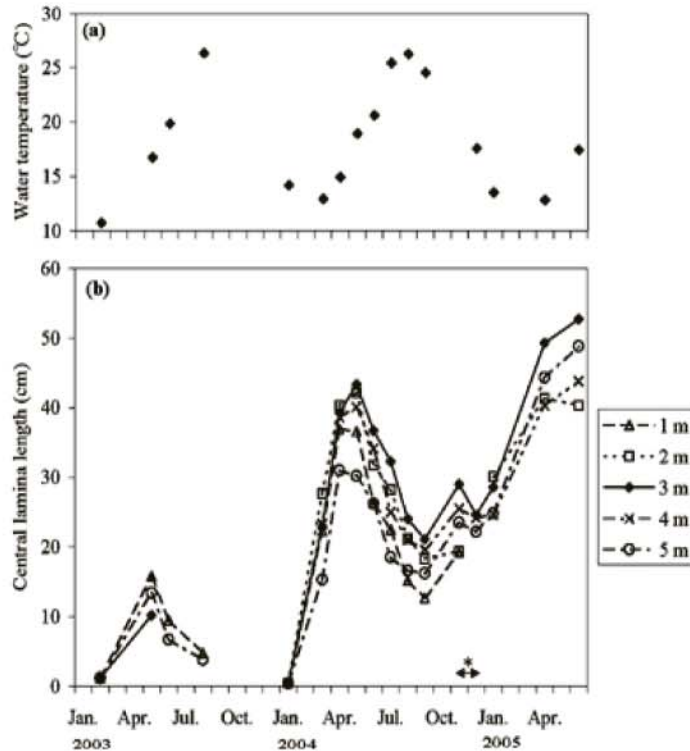 (a)
Water temperature (℃)
30
25
20
15
10
(b)
Central lamina length (cm)
60
50
40
30
20
10
0
*
Jan. Apr. Jul. Oct. Jan. Apr. Jul. Oct. Jan. Apr.
2003 2004 2005
1 m
2 m
3 m
4 m
5 m